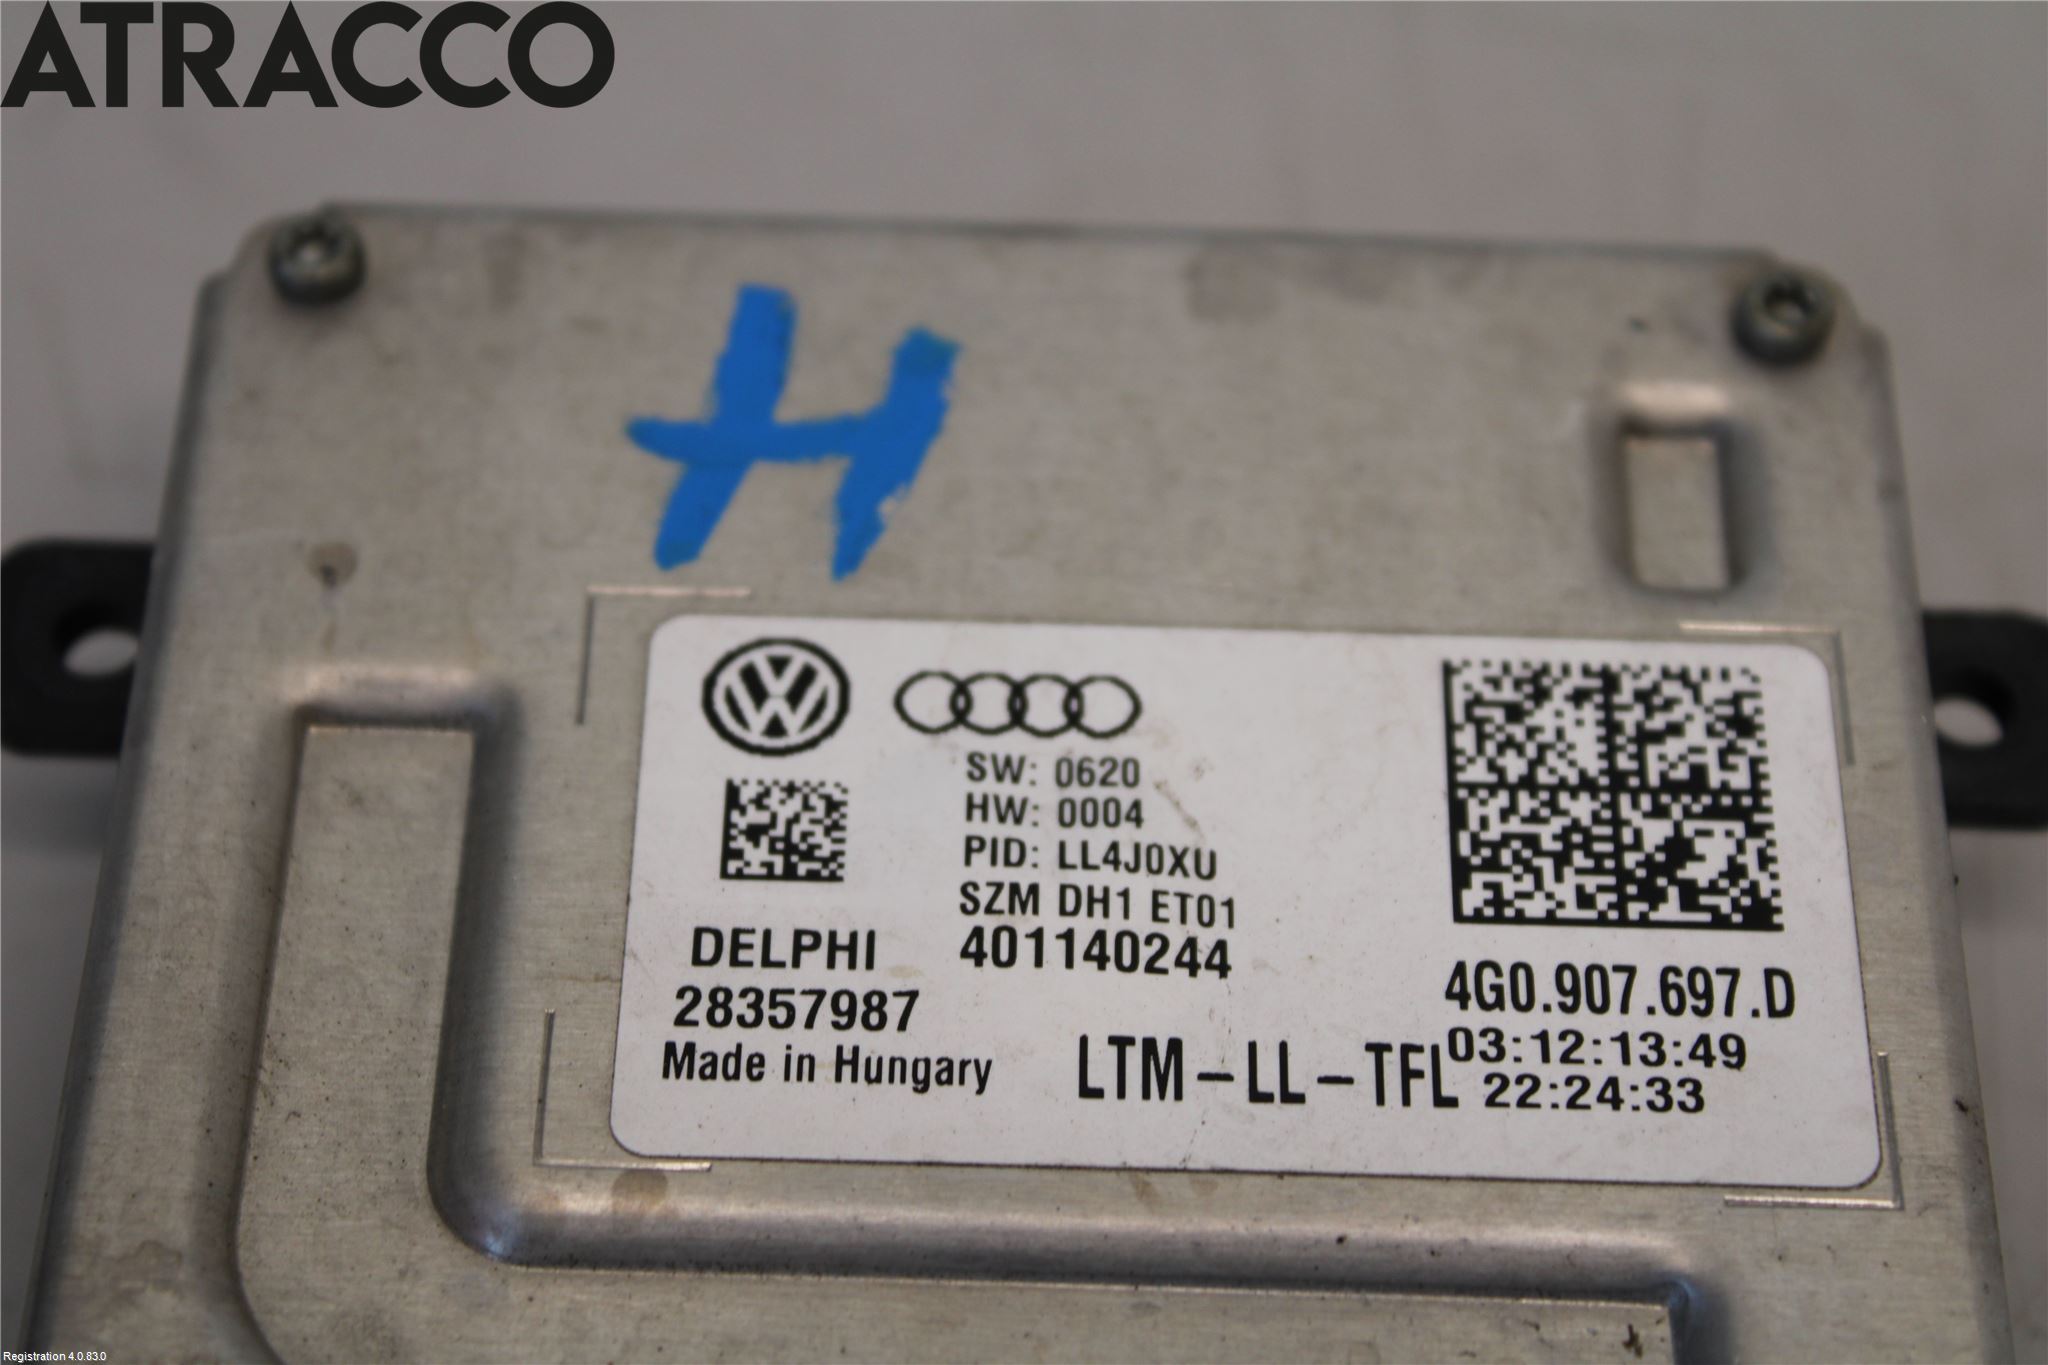 ATRACCO
H
SW: 0620
HW: 0004
PID: LL4J0XU
SZM DH1 ET01
401140244
DELPHI
28357987
Made in Hungary
LTM-LL-TFL
4G0.907.697.D
03:12:13:49
22:24:33
Registration 4.0.83.0